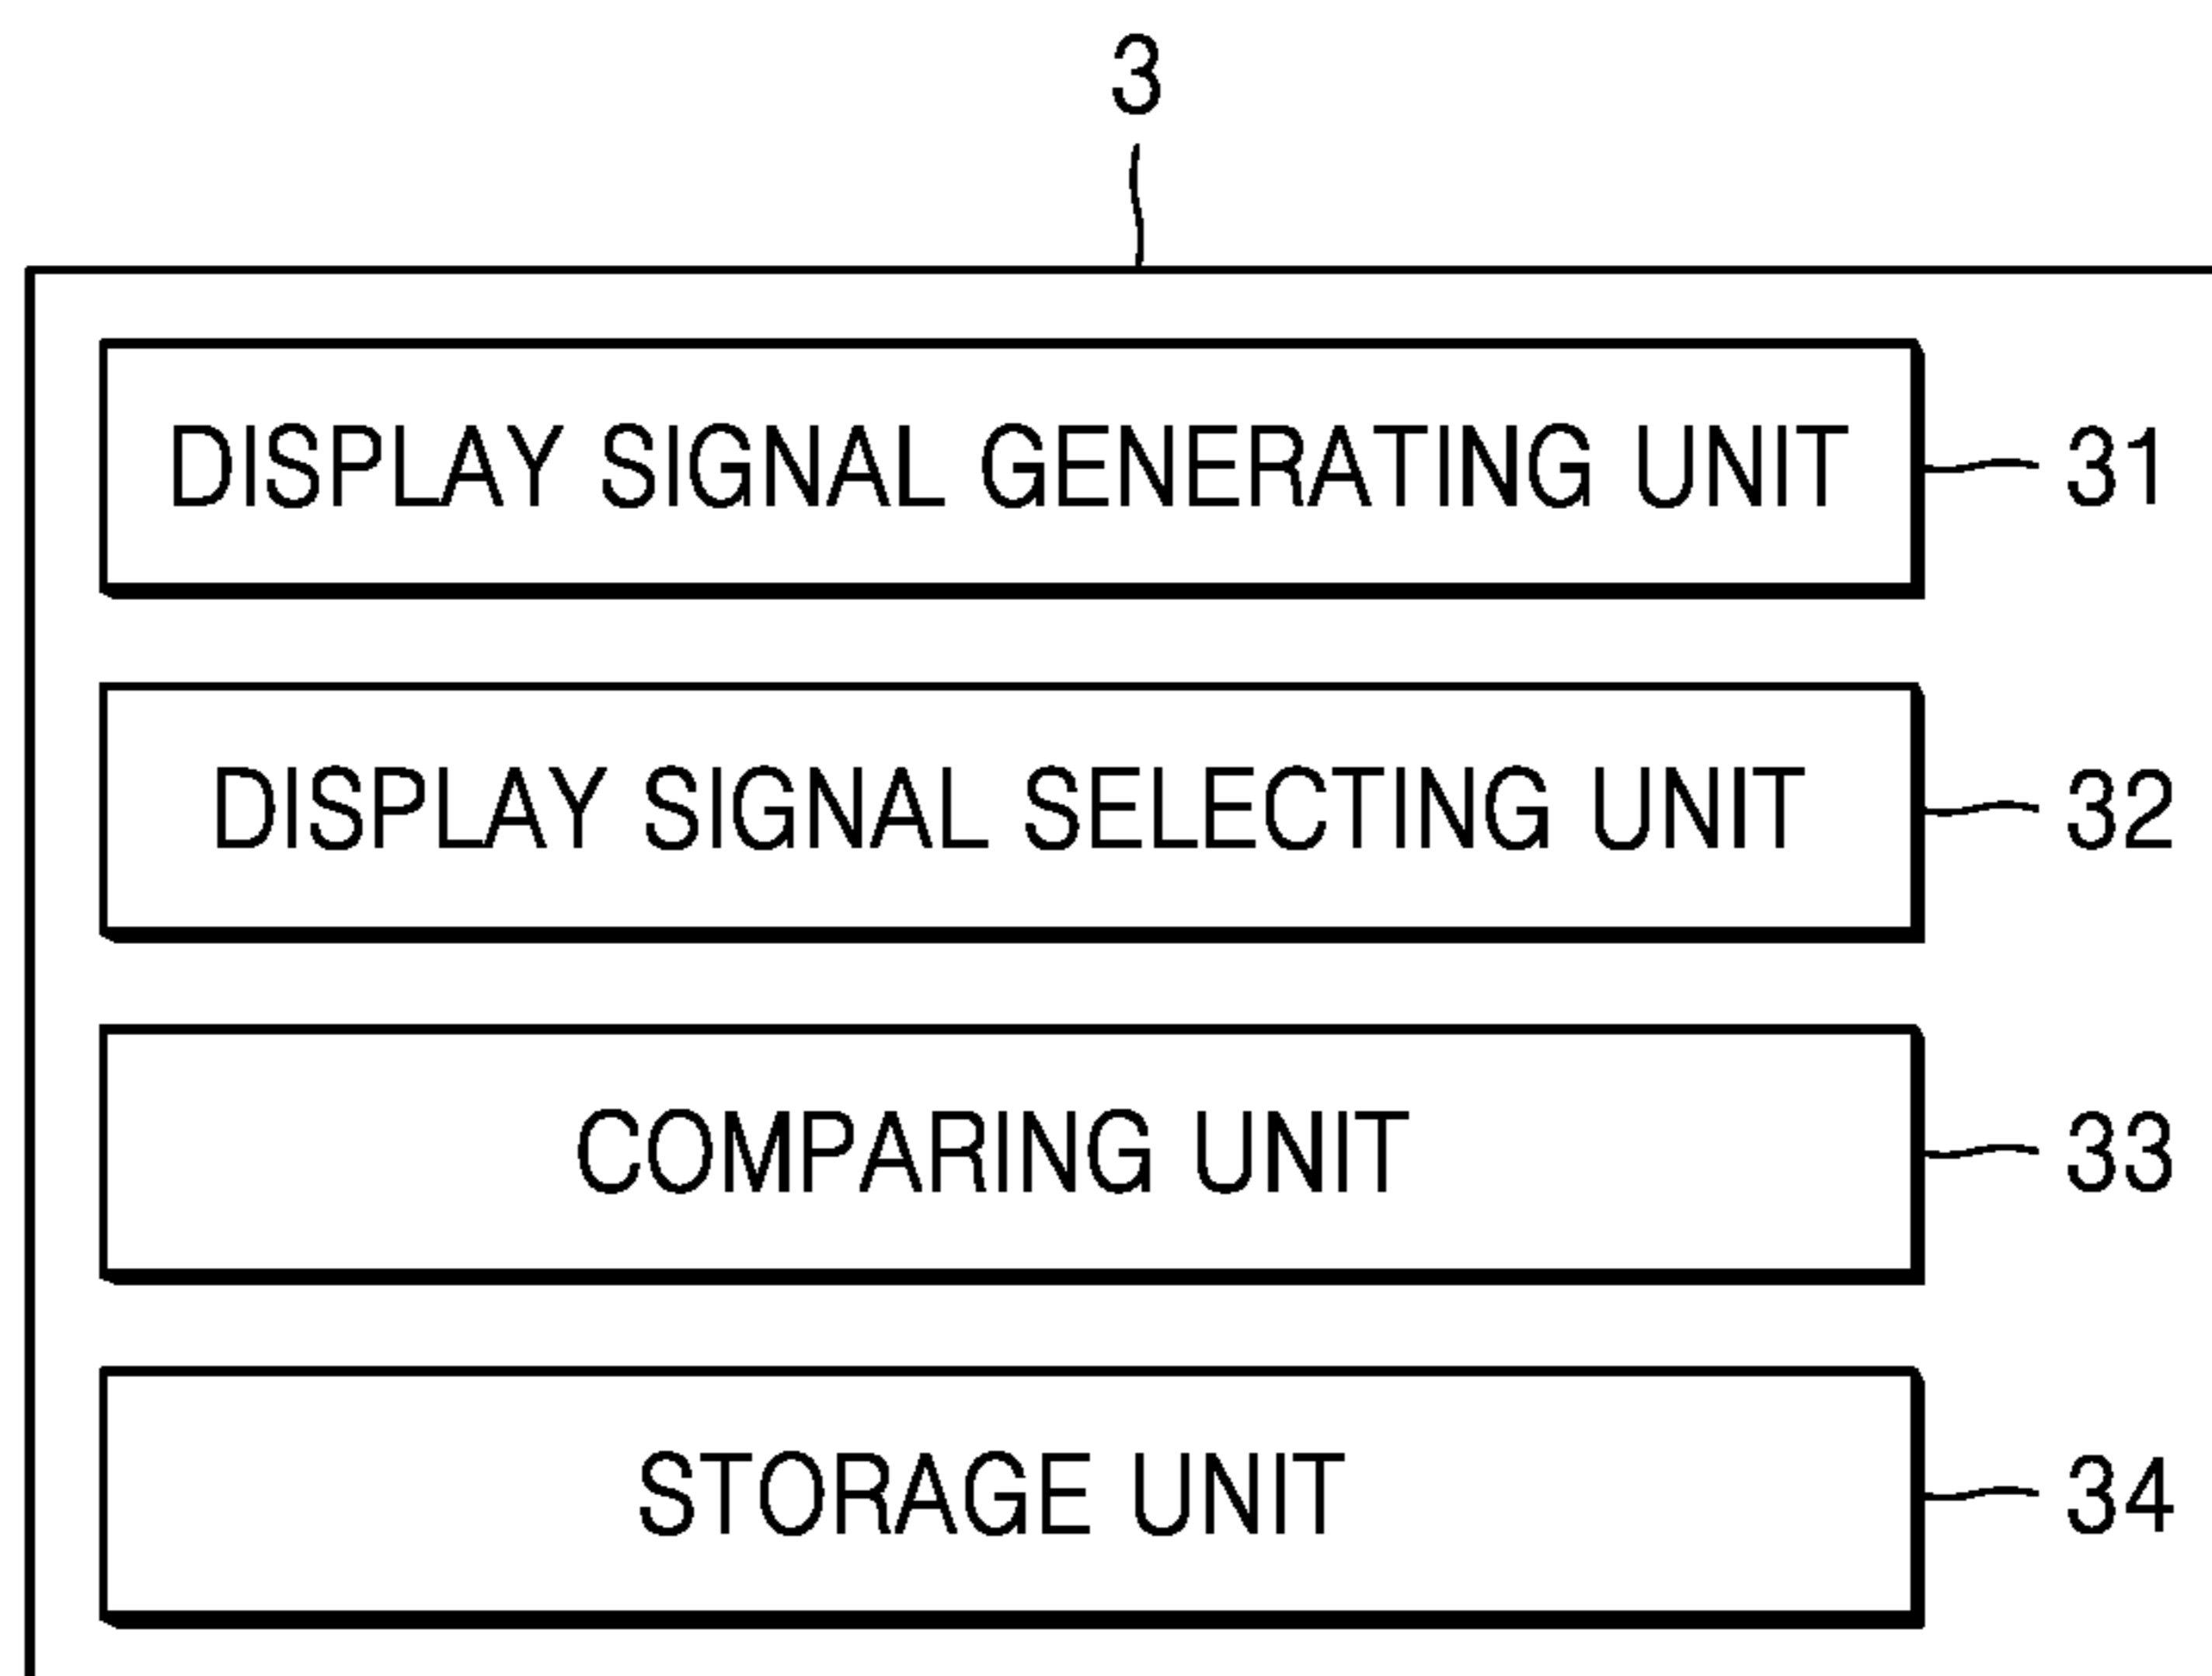 3
DISPLAY SIGNAL GENERATING UNIT 31
DISPLAY SIGNAL SELECTING UNIT 32
COMPARING UNIT 33
STORAGE UNIT 34